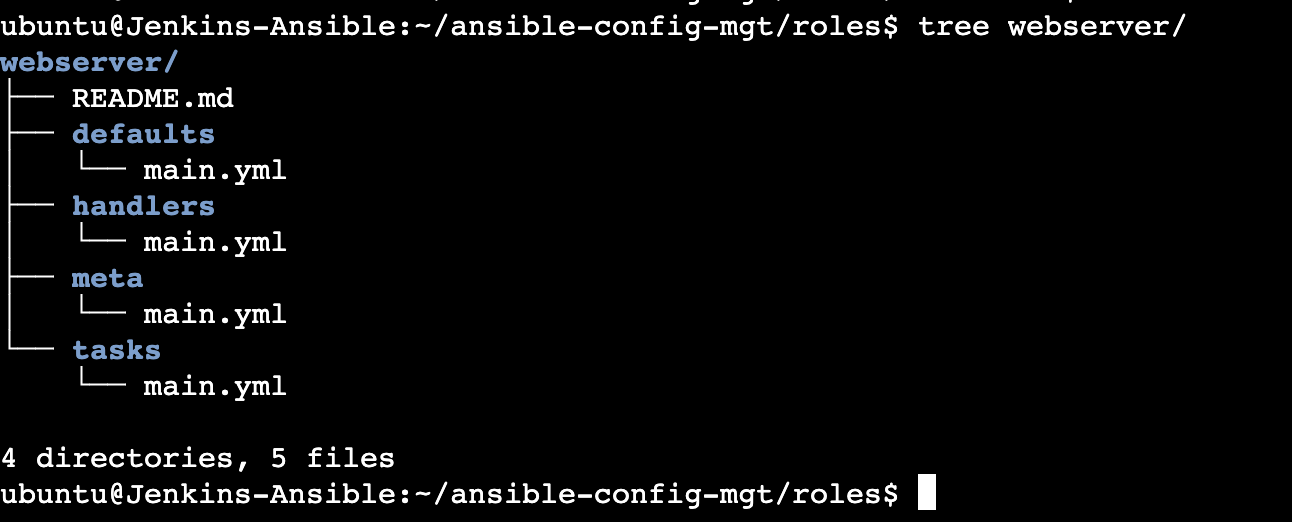 ubuntu@Jenkins-Ansible:~/ansible-config-mgt/roles$ tree webserver/
webserver/
├── README.md
├── defaults
│   └── main.yml
├── handlers
│   └── main.yml
├── meta
│   └── main.yml
└── tasks
    └── main.yml

4 directories, 5 files
ubuntu@Jenkins-Ansible:~/ansible-config-mgt/roles$